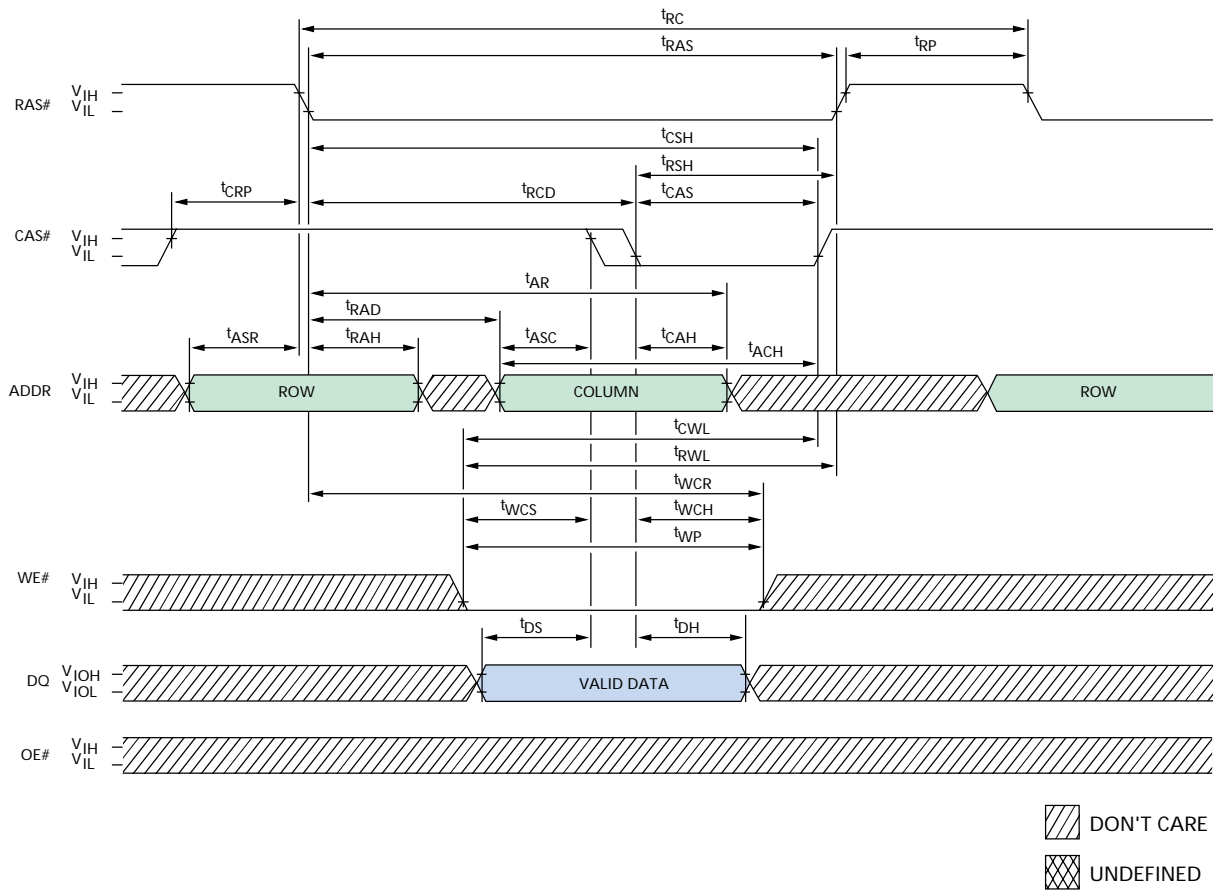 tRC
tRAS
tRP
RAS# VIH
VIL
tCSH
tRSH
tCRP
tRCD
tCAS
CAS# VIH
VIL
tAR
tRAD
tASR
tRAH
tASC
tCAH
tACH
ADDR VIH
VIL
ROW
COLUMN
ROW
tCWL
tRWL
tWCR
tWCS
tWCH
tWP
WE# VIH
VIL
tDS
tDH
DQ VIOH
VIOL
VALID DATA
OE# VIH
VIL
DON'T CARE
UNDEFINED